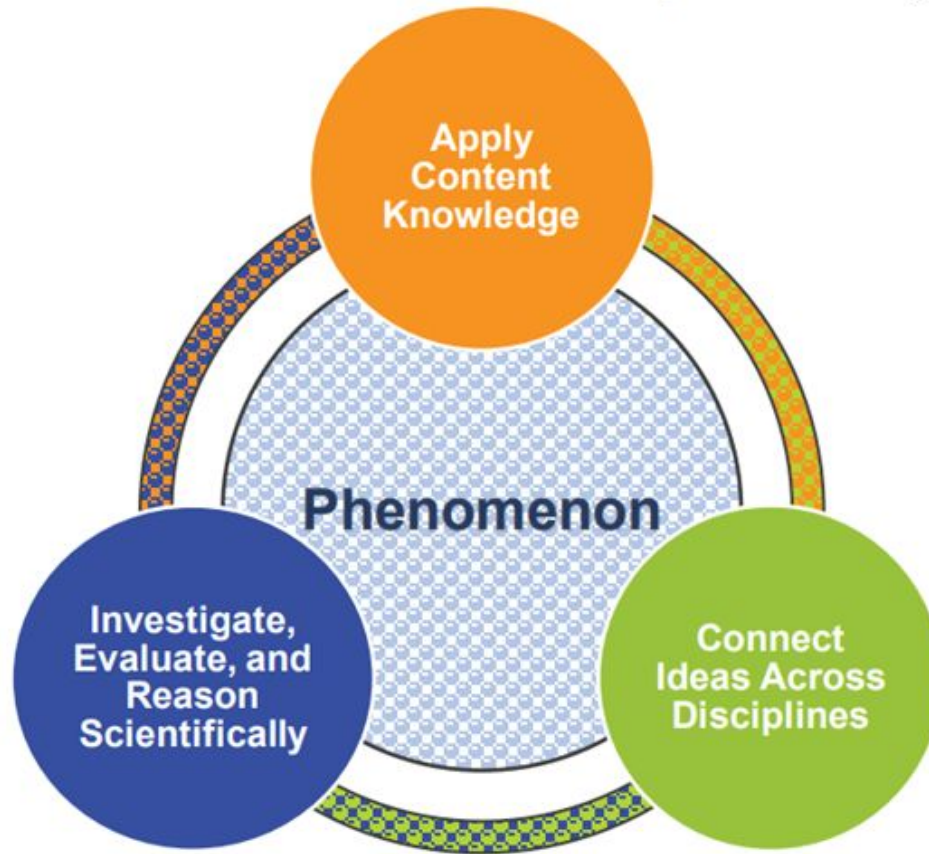 Apply
Content
Knowledge
Phenomenon
Investigate,
Evaluate, and
Reason
Scientifically
Connect
Ideas Across
Disciplines